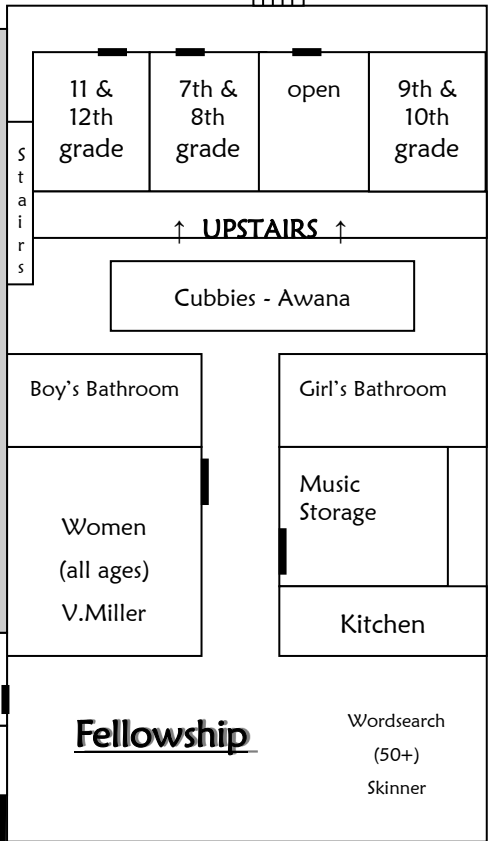 11 &
12th
grade
7th &
8th
grade
open
9th &
10th
grade
Stairs
↑ UPSTAIRS ↑
Cubbies - Awana
Boy's Bathroom
Girl's Bathroom
Women
(all ages)
V.Miller
Music
Storage
Kitchen
Fellowship
Wordsearch
(50+)
Skinner